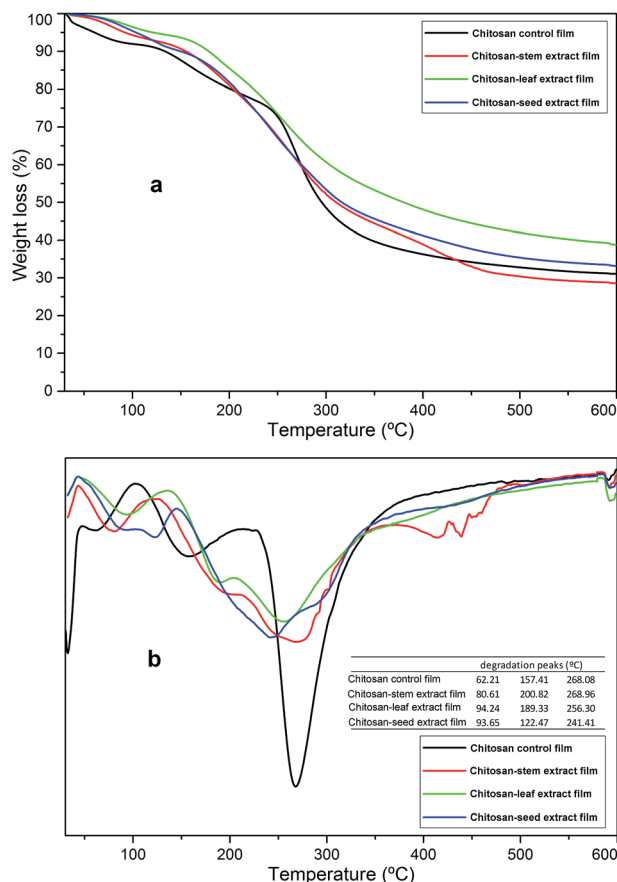 100
90
80
70
60
50
40
30
20
10
0
Weight loss (%)
Chitosan control film
Chitosan-stem extract film
Chitosan-leaf extract film
Chitosan-seed extract film
a
100 200 300 400 500 600
Temperature (ºC)
b
degradation peaks (ºC)
Chitosan control film 62.21 157.41 268.08
Chitosan-stem extract film 80.61 200.82 268.96
Chitosan-leaf extract film 94.24 189.33 256.30
Chitosan-seed extract film 93.65 122.47 241.41
Chitosan control film
Chitosan-stem extract film
Chitosan-leaf extract film
Chitosan-seed extract film
100 200 300 400 500 600
Temperature (ºC)